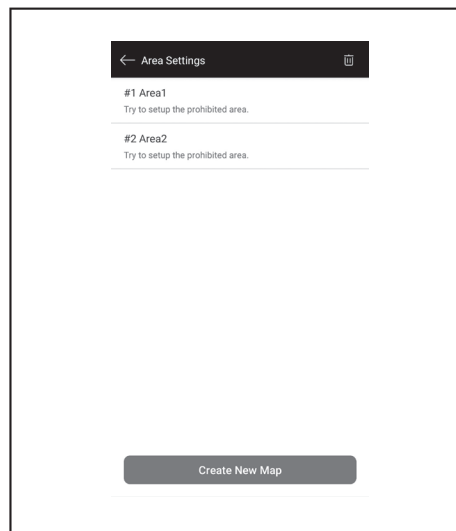 Area Settings
#1 Area1
Try to setup the prohibited area.
#2 Area2
Try to setup the prohibited area.
Create New Map